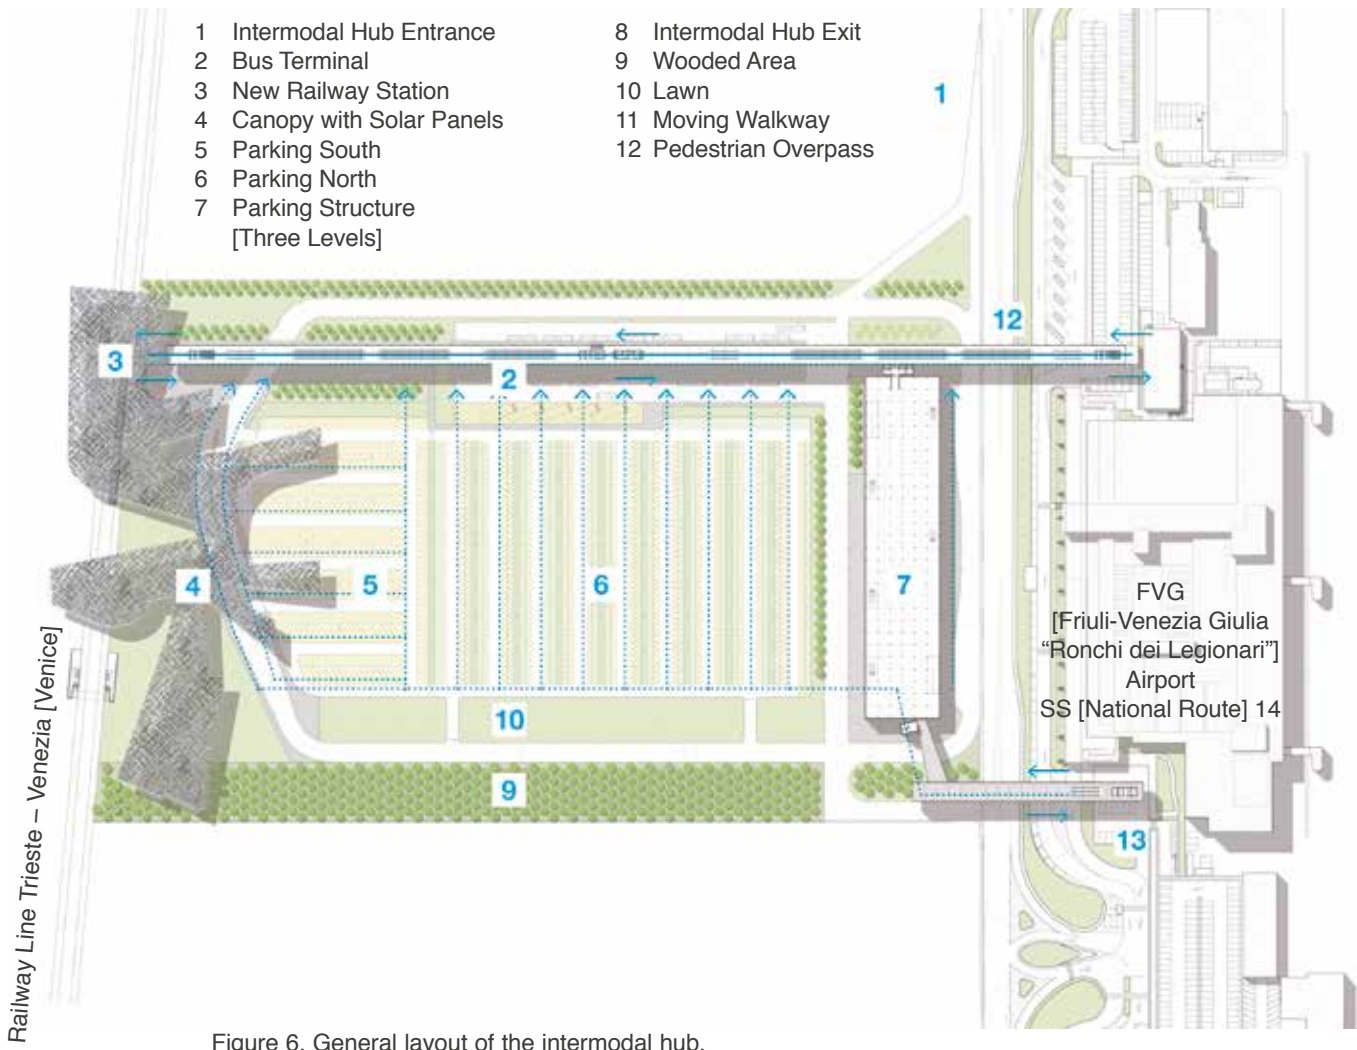 1 Intermodal Hub Entrance
2 Bus Terminal
3 New Railway Station
4 Canopy with Solar Panels
5 Parking South
6 Parking North
7 Parking Structure
[Three Levels]
8 Intermodal Hub Exit
9 Wooded Area
10 Lawn
11 Moving Walkway
12 Pedestrian Overpass
1
12
3
2
4
5
6
7
FVG
[Friuli-Venezia Giulia
“Ronchi dei Legionari”]
Airport
SS [National Route] 14
10
9
13
Railway Line Trieste – Venezia [Venice]
Figure 6. General layout of the intermodal hub.